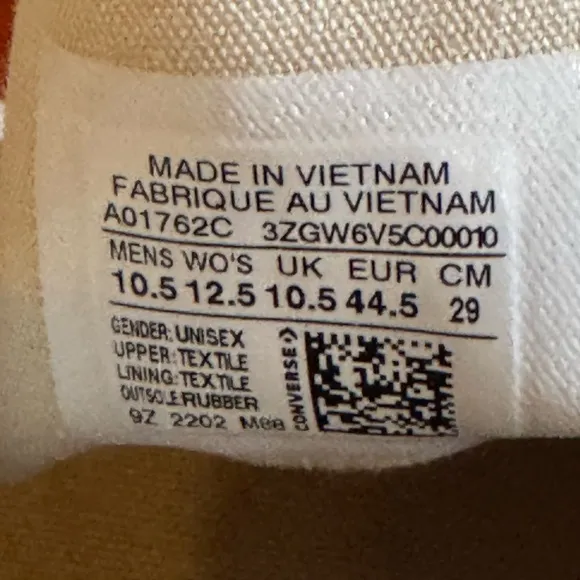 MADE IN VIETNAM
FABRIQUE AU VIETNAM
A01762C 3ZGW6V5C00010
MENS WO'S UK EUR CM
10.5 12.5 10.5 44.5 29
GENDER: UNISEX
UPPER: TEXTILE
LINING: TEXTILE
OUTSOLE RUBBER
9Z 2202
CONVERSE